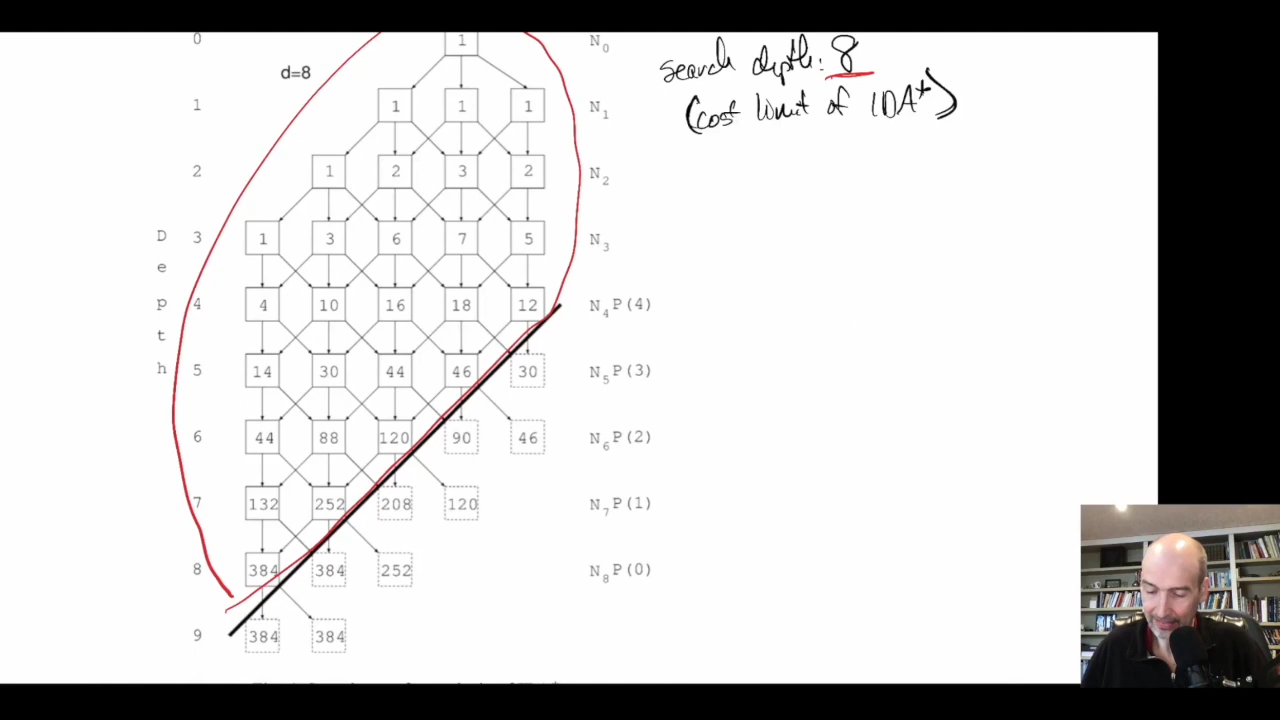 0 1 N0 search depth: 8
d=8 (cost limit of IDA*)
1 1 1 1 N1
2 1 2 3 2 N2
D 3 1 3 6 7 5 N3
e
p 4 4 10 16 18 12 N4P(4)
t
h 5 14 30 44 46 30 N5P(3)
6 44 88 120 90 46 N6P(2)
7 132 252 208 120 N7P(1)
8 384 384 252 N8P(0)
9 384 384